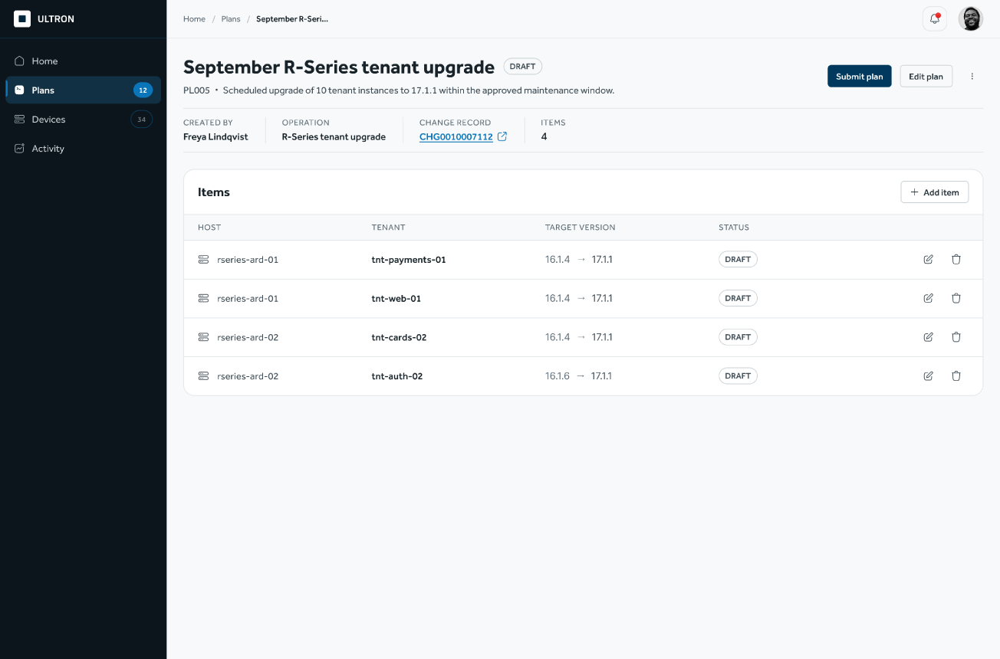 ULTRON
Home / Plans / September R-Seri...
Home
Plans 12
Devices 34
Activity
September R-Series tenant upgrade DRAFT
Submit plan Edit plan
PL005 • Scheduled upgrade of 10 tenant instances to 17.1.1 within the approved maintenance window.
CREATED BY OPERATION CHANGE RECORD ITEMS
Freya Lindqvist R-Series tenant upgrade CHG0010007112 4
Items Add item
HOST TENANT TARGET VERSION STATUS
rseries-ard-01 tnt-payments-01 16.1.4 → 17.1.1 DRAFT
rseries-ard-01 tnt-web-01 16.1.4 → 17.1.1 DRAFT
rseries-ard-02 tnt-cards-02 16.1.4 → 17.1.1 DRAFT
rseries-ard-02 tnt-auth-02 16.1.6 → 17.1.1 DRAFT